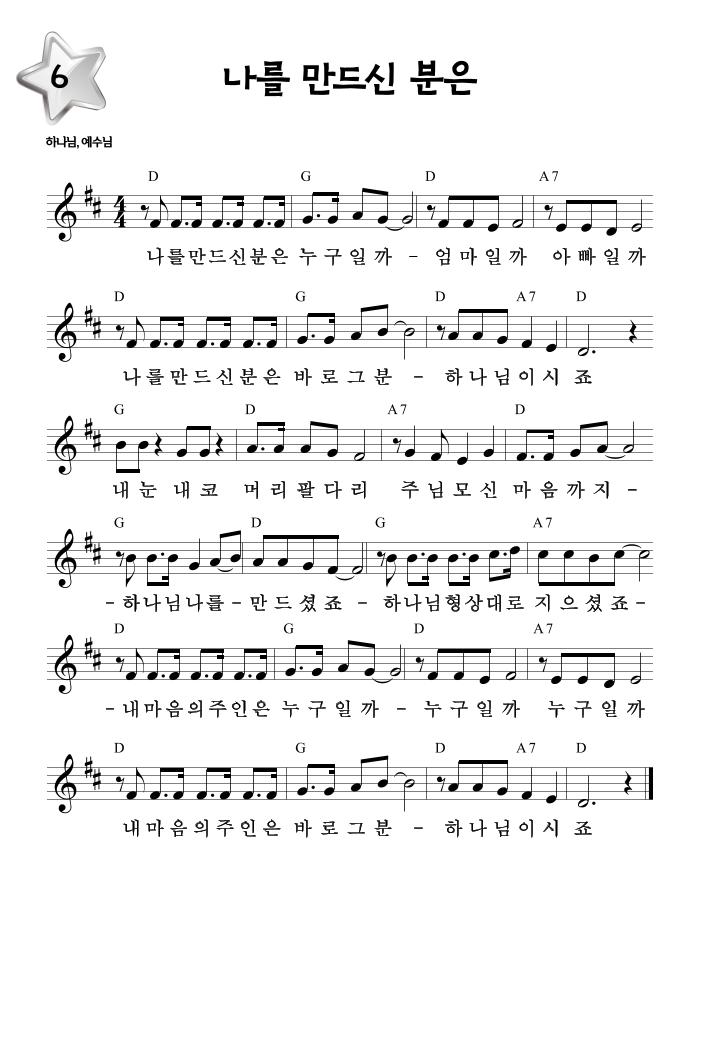 6
나를 만드신 분은
하나님, 예수님
D G D A7
4
4
나를만드신분은 누구일까 - 엄마일까 아빠일까
D G D A7 D
나를만드신분은 바로그분 - 하나님이시죠
G D A7 D
내눈 내코 머리팔다리 주님모신 마음까지 -
G D G A7
- 하나님나를 - 만드셨죠 - 하나님형상대로 지으셨죠 -
D G D A7
- 내마음의주인은 누구일까 - 누구일까 누구일까
D G D A7 D
내마음의주인은 바로그분 - 하나님이시죠